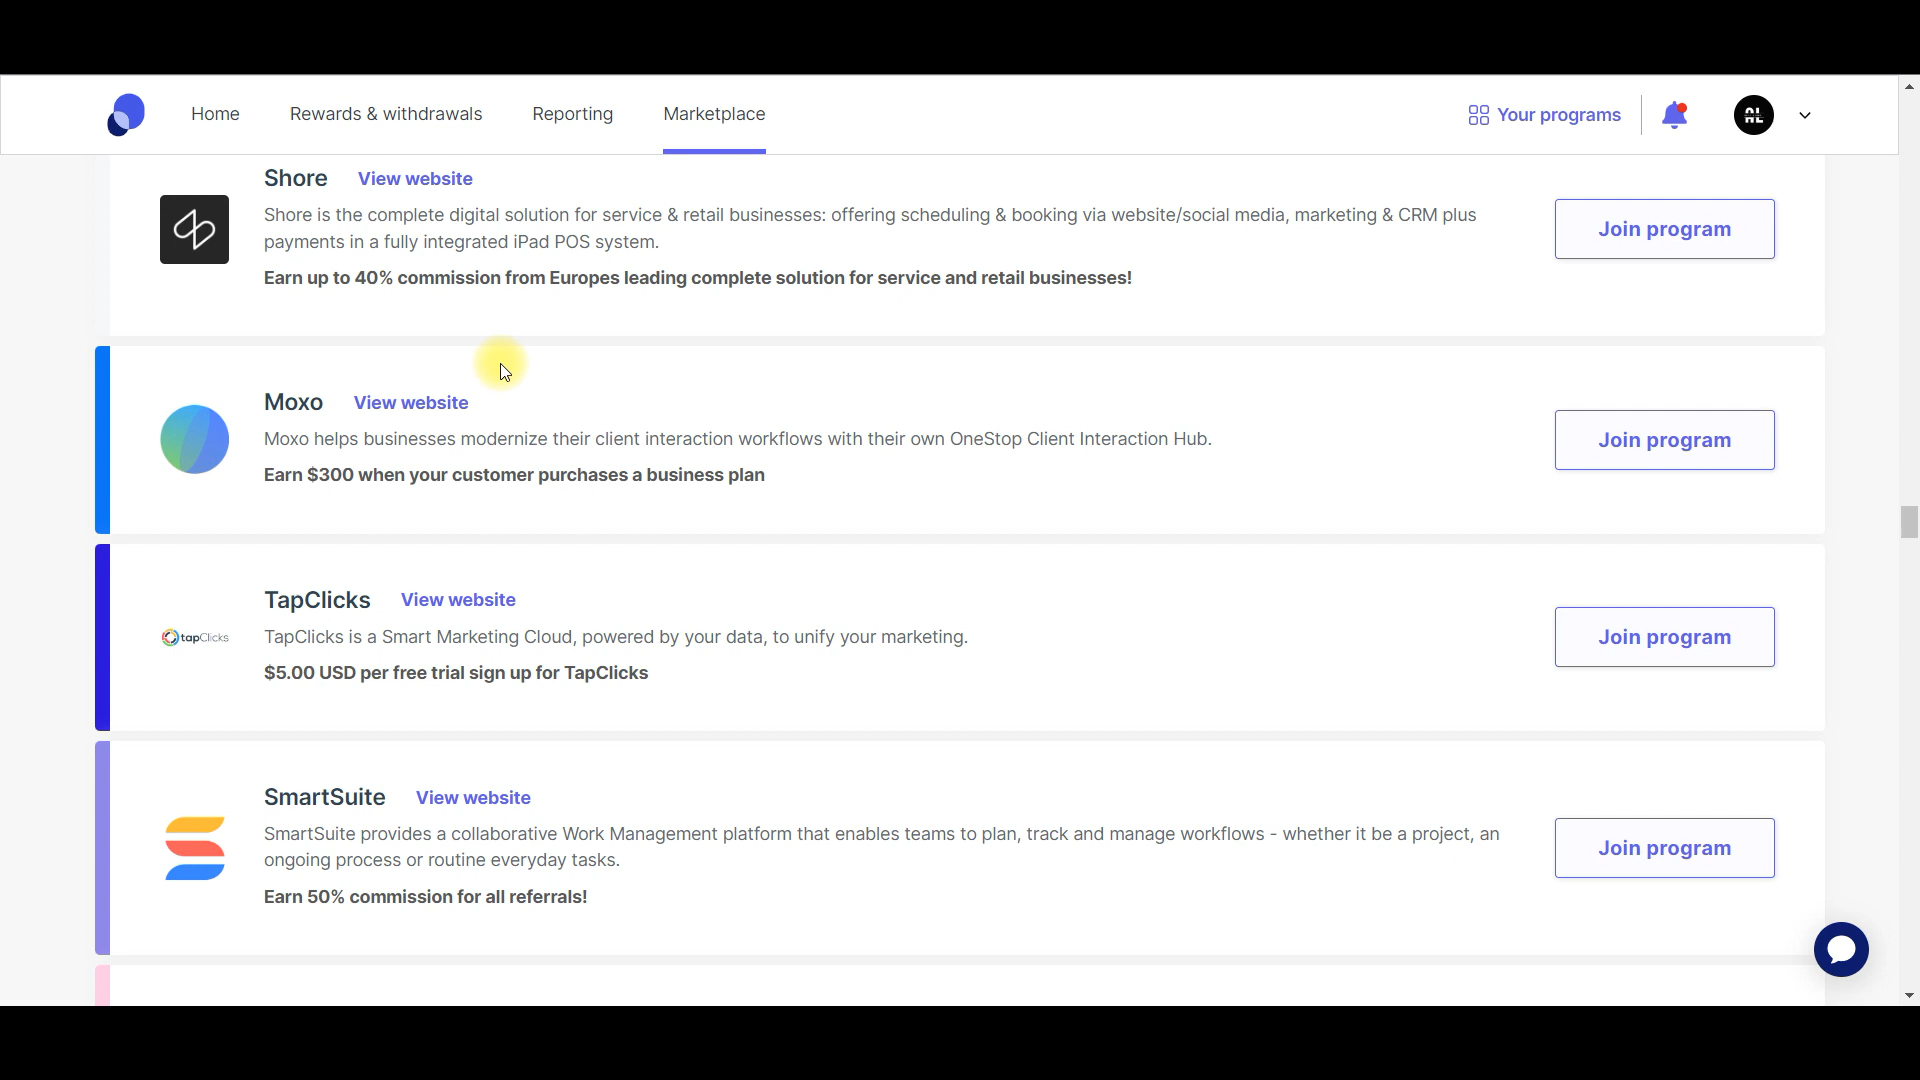 Home Rewards & withdrawals Reporting Marketplace Your programs AL
Shore View website
Shore is the complete digital solution for service & retail businesses: offering scheduling & booking via website/social media, marketing & CRM plus
payments in a fully integrated iPad POS system.
Earn up to 40% commission from Europes leading complete solution for service and retail businesses!
Join program
Moxo View website
Moxo helps businesses modernize their client interaction workflows with their own OneStop Client Interaction Hub.
Earn $300 when your customer purchases a business plan
Join program
tapClicks
TapClicks View website
TapClicks is a Smart Marketing Cloud, powered by your data, to unify your marketing.
$5.00 USD per free trial sign up for TapClicks
Join program
SmartSuite View website
SmartSuite provides a collaborative Work Management platform that enables teams to plan, track and manage workflows - whether it be a project, an
ongoing process or routine everyday tasks.
Earn 50% commission for all referrals!
Join program